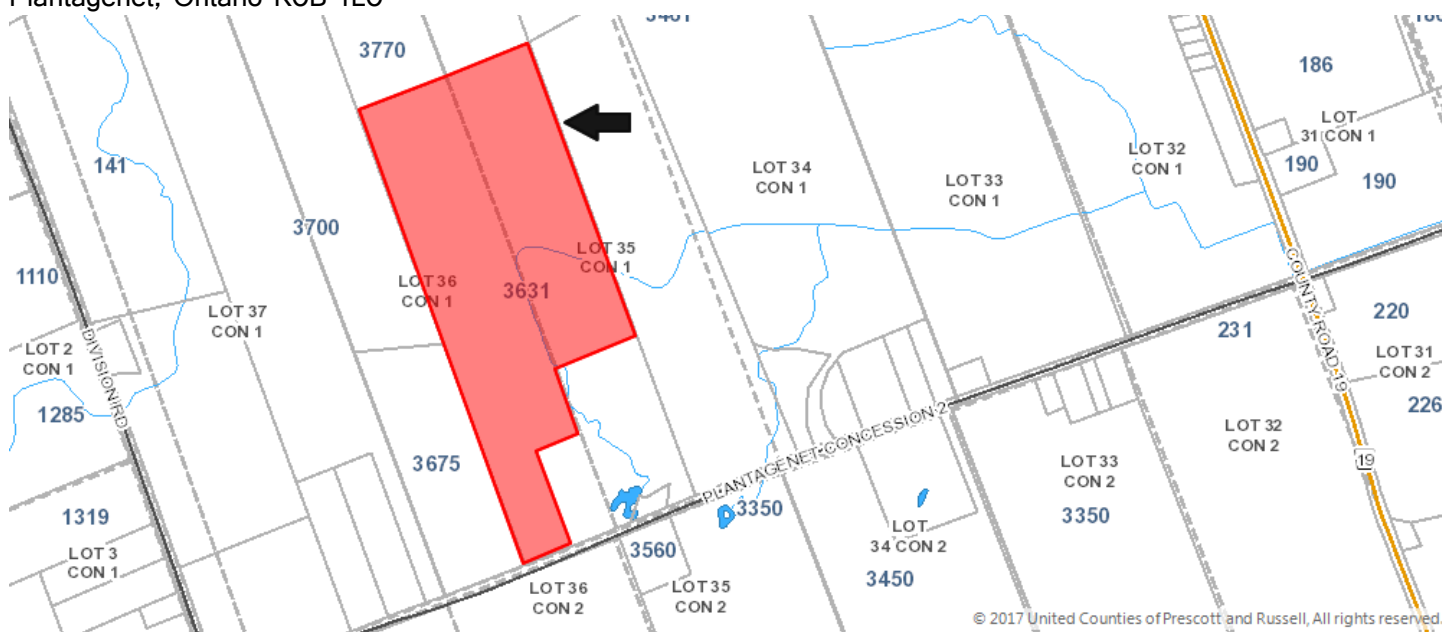 Plantagenet, Ontario K0B 1L0
3770
3461
186
LOT
31 CON 1
141
LOT 32
CON 1
190
190
LOT 34
CON 1
LOT 33
CON 1
3700
LOT 35
CON 1
1110
LOT 36
CON 1
3631
COUNTY ROAD 19
LOT 37
CON 1
220
231
LOT 2
CON 1
DIVISION RD
LOT 31
CON 2
1285
226
PLANTAGENET CONCESSION 2
LOT 32
CON 2
3675
LOT 33
CON 2
19
1319
3350
3350
LOT 3
CON 1
LOT
34 CON 2
3560
3450
LOT 36
CON 2
LOT 35
CON 2
© 2017 United Counties of Prescott and Russell, All rights reserved.